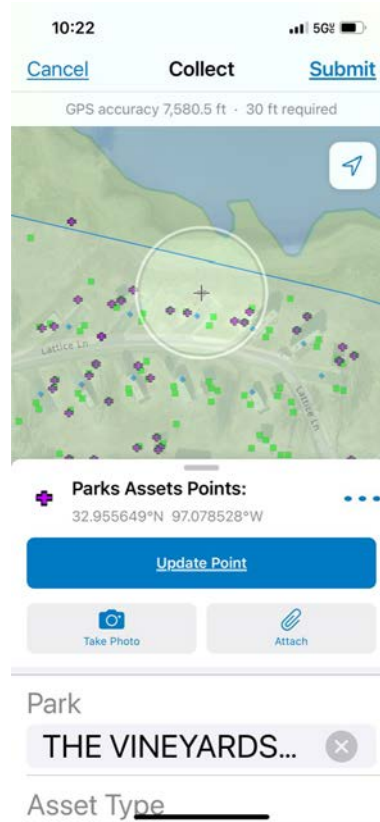 10:22
5G
Cancel Collect Submit
GPS accuracy 7,580.5 ft · 30 ft required
Lattice Ln
Lattice Ln
Parks Assets Points:
32.955649°N 97.078528°W
Update Point
Take Photo Attach
Park
THE VINEYARDS...
Asset Type